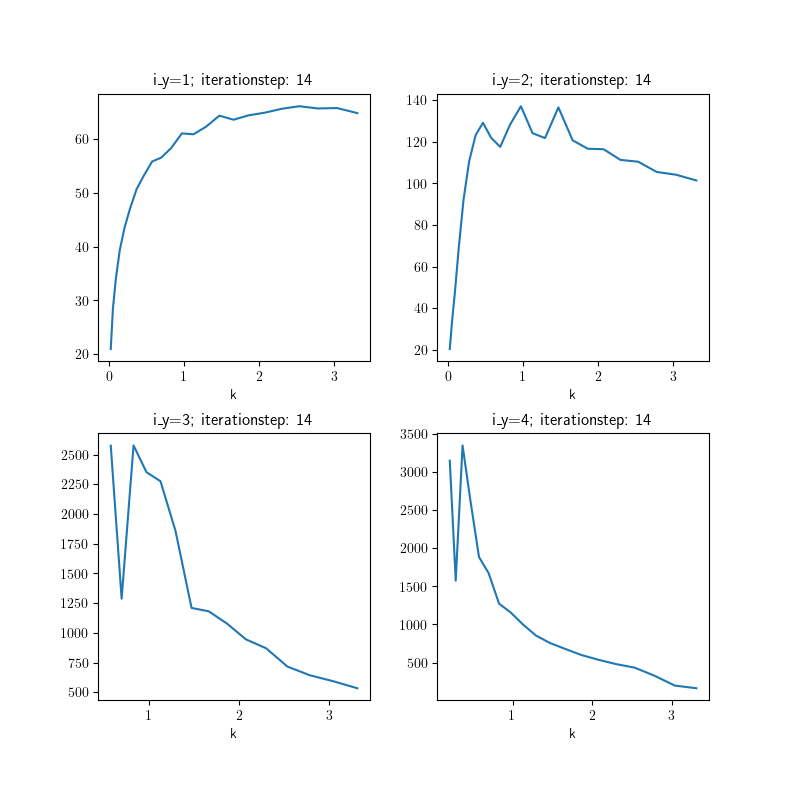 i_y=1; iterationstep: 14
60
50
40
30
20
0 1 2 3
k
i_y=2; iterationstep: 14
140
120
100
80
60
40
20
0 1 2 3
k
i_y=3; iterationstep: 14
2500
2250
2000
1750
1500
1250
1000
750
500
1 2 3
k
i_y=4; iterationstep: 14
3500
3000
2500
2000
1500
1000
500
1 2 3
k